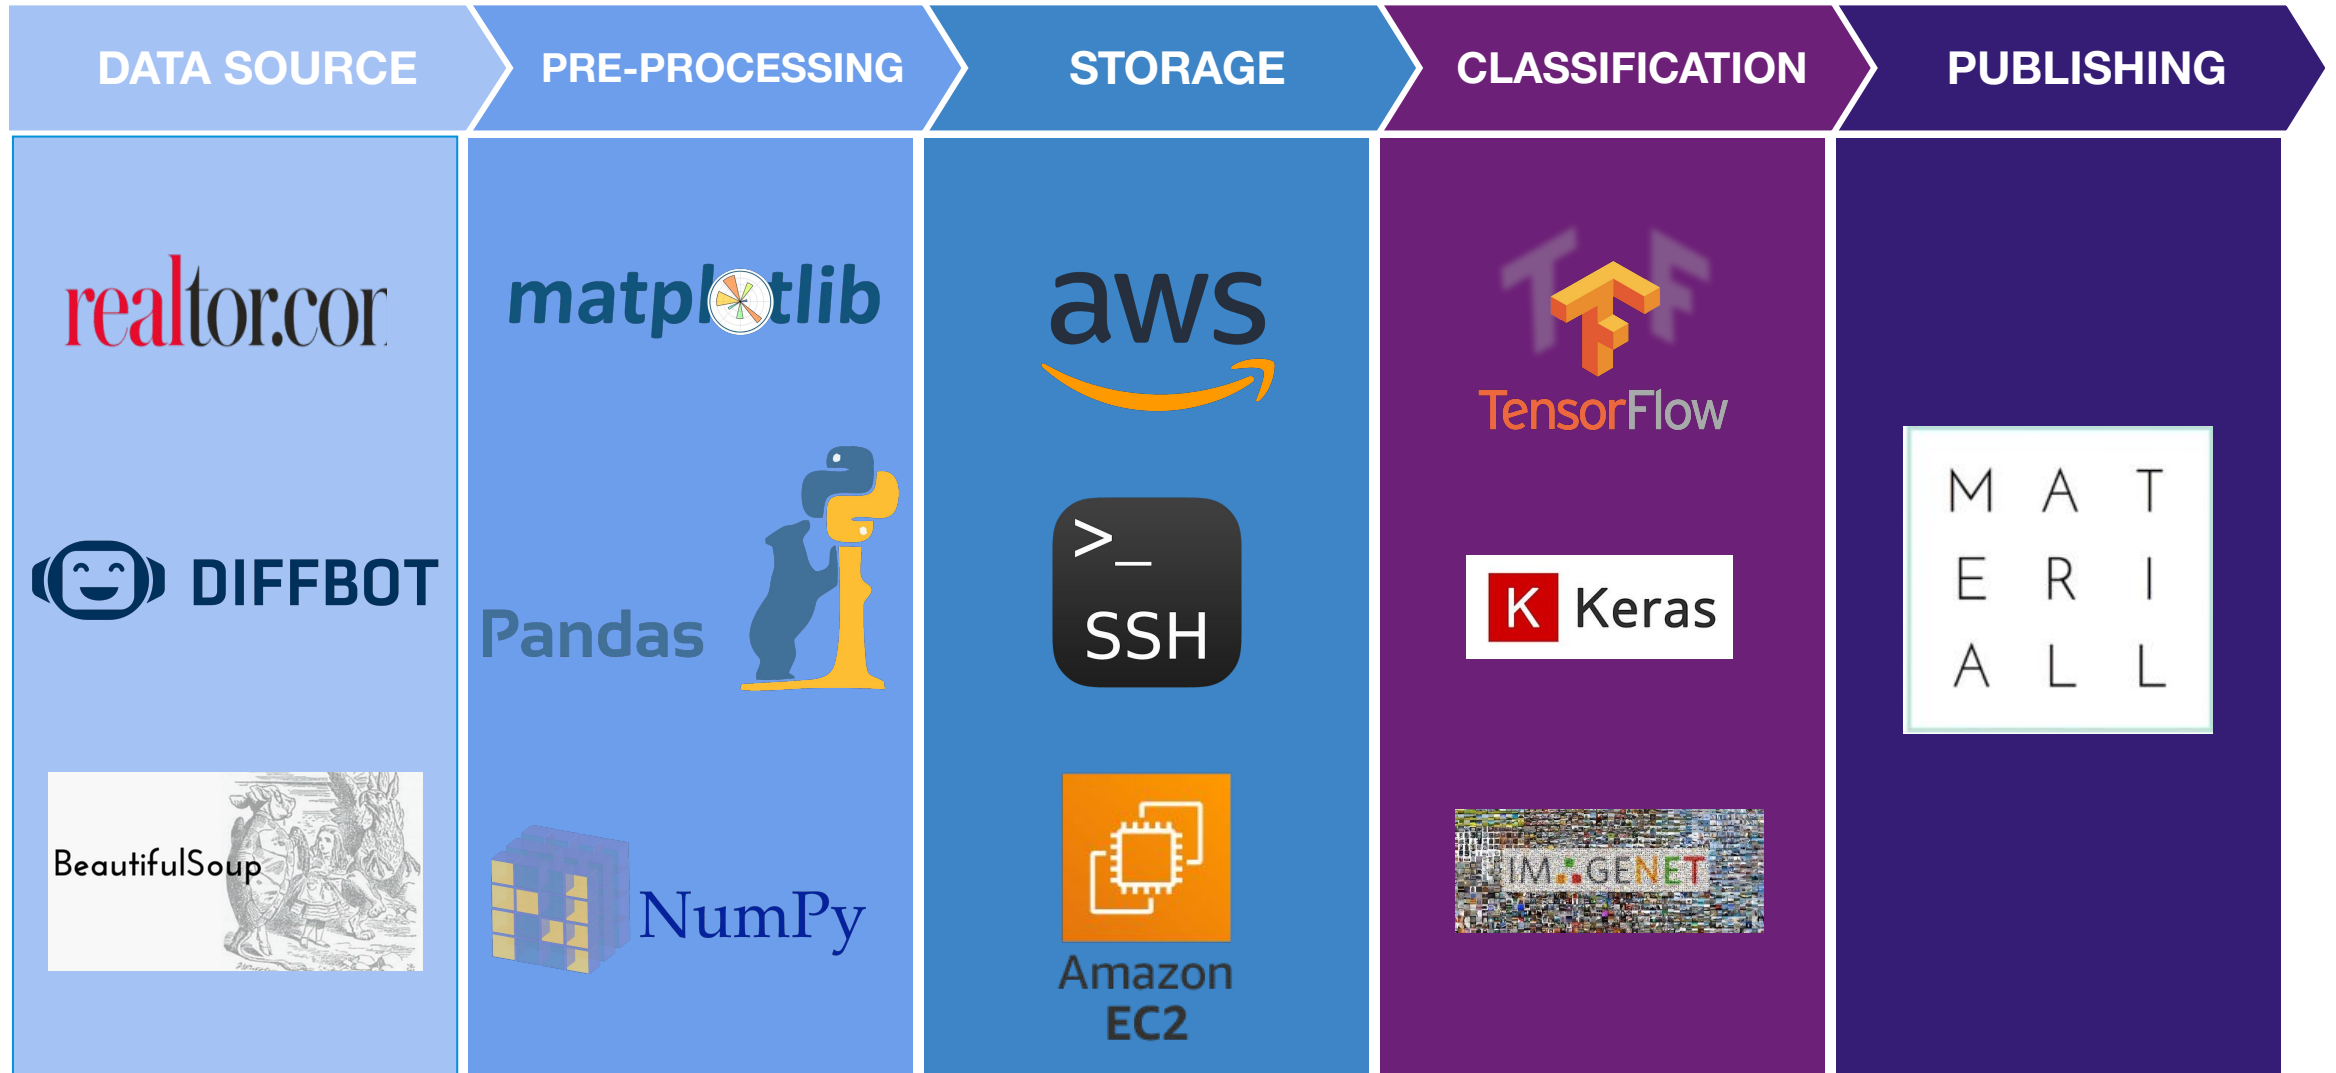 DATA SOURCE
PRE-PROCESSING
STORAGE
CLASSIFICATION
PUBLISHING
realtor.cor
DIFFBOT
BeautifulSoup
matplotlib
Pandas
NumPy
aws
>_
SSH
Amazon
EC2
TF
TensorFlow
K Keras
IMAGENET
M A T
E R I
A L L